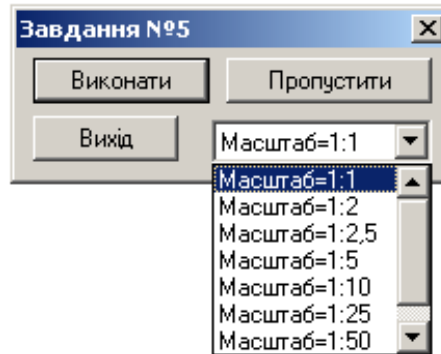 Завдання №5
Виконати Пропустити
Вихід Масштаб=1:1
Масштаб=1:1
Масштаб=1:2
Масштаб=1:2,5
Масштаб=1:5
Масштаб=1:10
Масштаб=1:25
Масштаб=1:50